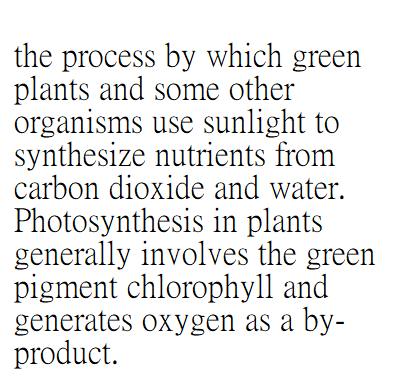 the process by which green
plants and some other
organisms use sunlight to
synthesize nutrients from
carbon dioxide and water.
Photosynthesis in plants
generally involves the green
pigment chlorophyll and
generates oxygen as a by-
product.